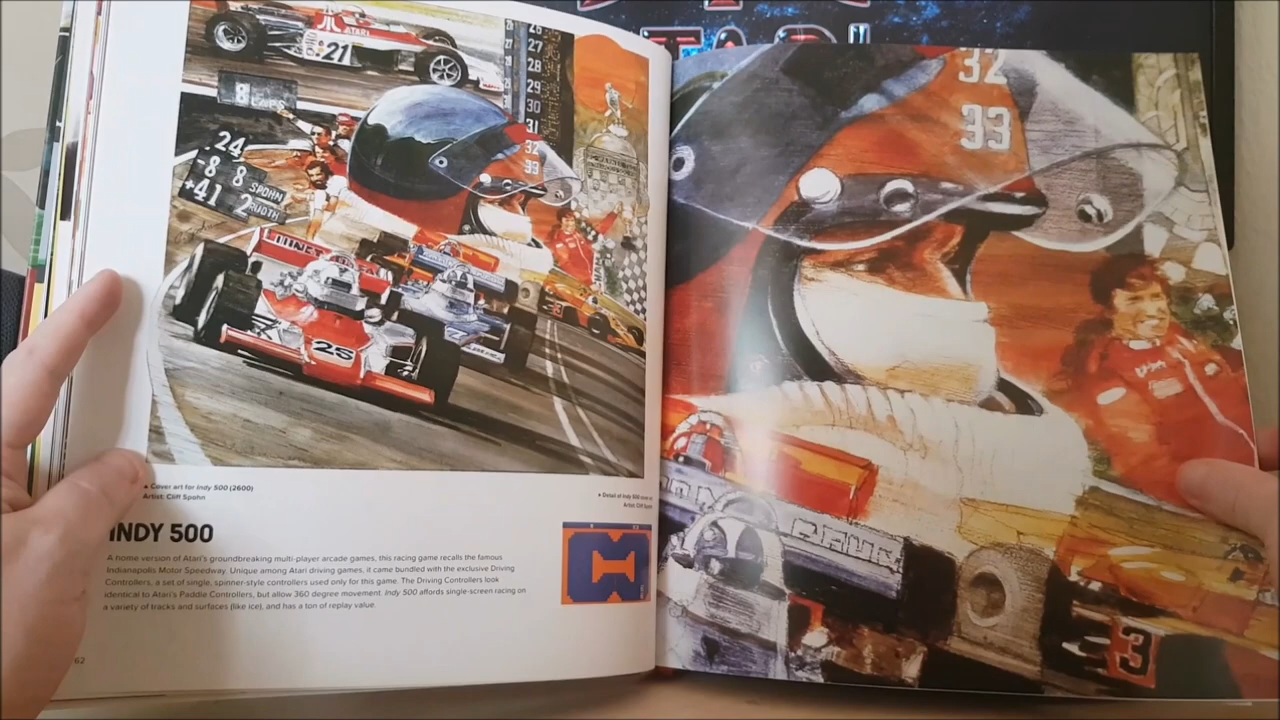 ATARI
21
8 LAPS
26
27
28
29
30
31
32
33
24
-8 8 SPOHN
+41 2 RUOTH
25
▲ Cover art for Indy 500 (2600)
Artist: Cliff Spohn
INDY 500
A home version of Atari's groundbreaking multi-player arcade games, this racing game recalls the famous
Indianapolis Motor Speedway. Unique among Atari driving games, it came bundled with the exclusive Driving
Controllers, a set of single, spinner-style controllers used only for this game. The Driving Controllers look
identical to Atari's Paddle Controllers, but allow 360 degree movement. Indy 500 affords single-screen racing on
a variety of tracks and surfaces (like ice), and has a ton of replay value.
62
32
33
3